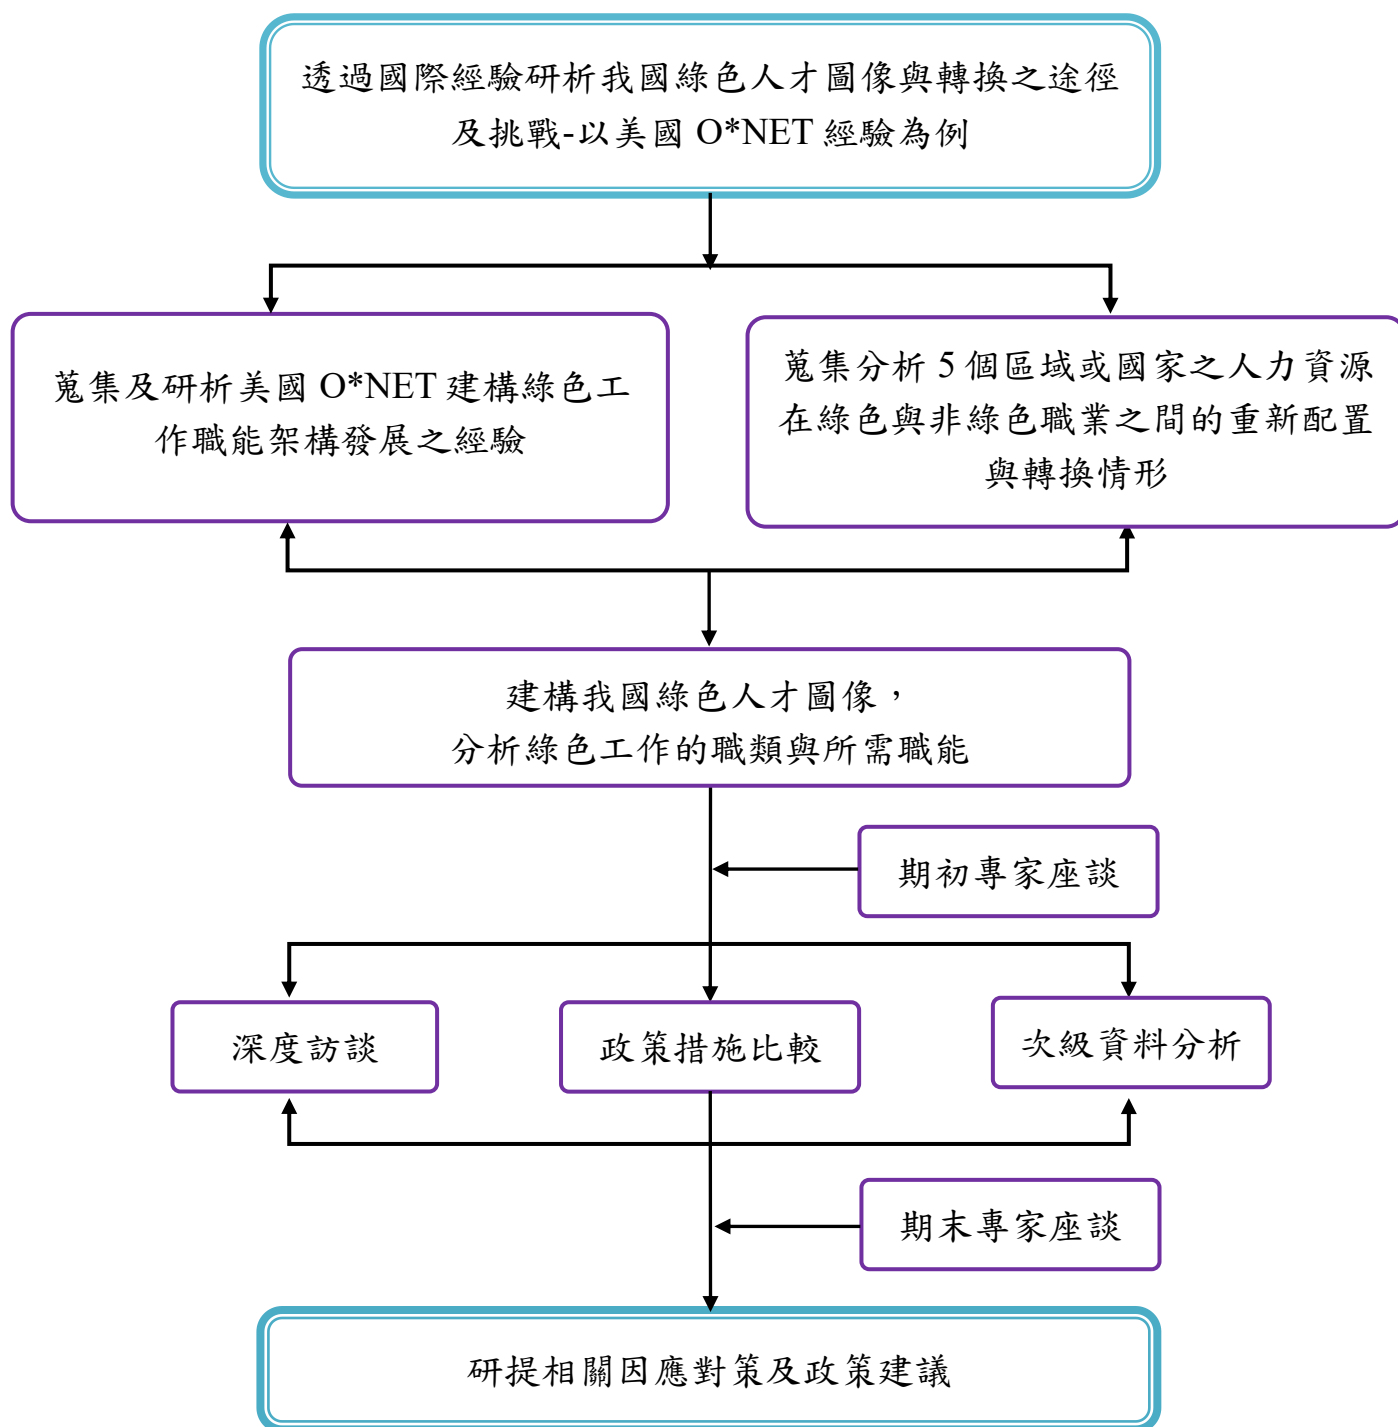 透過國際經驗研析我國綠色人才圖像與轉換之途徑
及挑戰-以美國 O*NET 經驗為例
蒐集及研析美國 O*NET 建構綠色工
作職能架構發展之經驗
蒐集分析 5 個區域或國家之人力資源
在綠色與非綠色職業之間的重新配置
與轉換情形
建構我國綠色人才圖像，
分析綠色工作的職類與所需職能
期初專家座談
深度訪談
政策措施比較
次級資料分析
期末專家座談
研提相關因應對策及政策建議